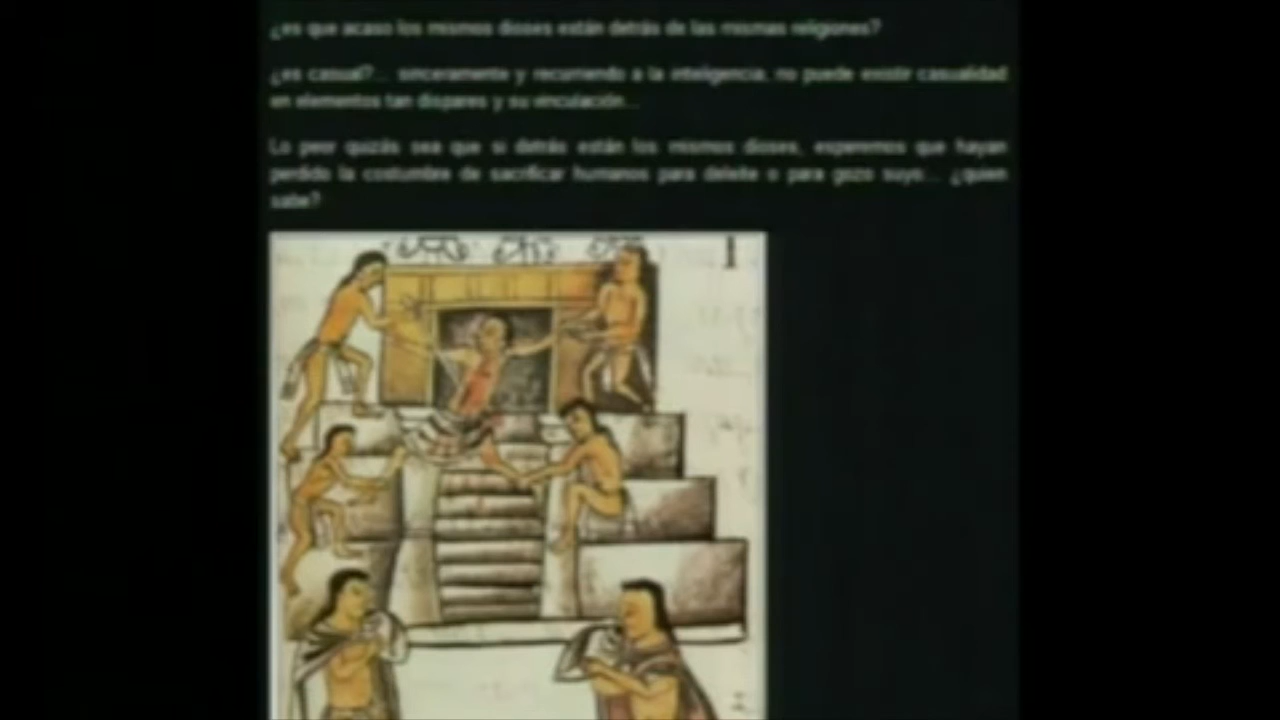 ¿es que acaso los mismos dioses están detrás de las mismas religiones?
¿es casual?... sinceramente y recurriendo a la inteligencia, no puede existir casualidad
en elementos tan dispares y su vinculación...
Lo peor quizás sea que si detrás están los mismos dioses, esperemos que hayan
perdido la costumbre de sacrificar humanos para deleite o para gozo suyo... ¿quien
sabe?